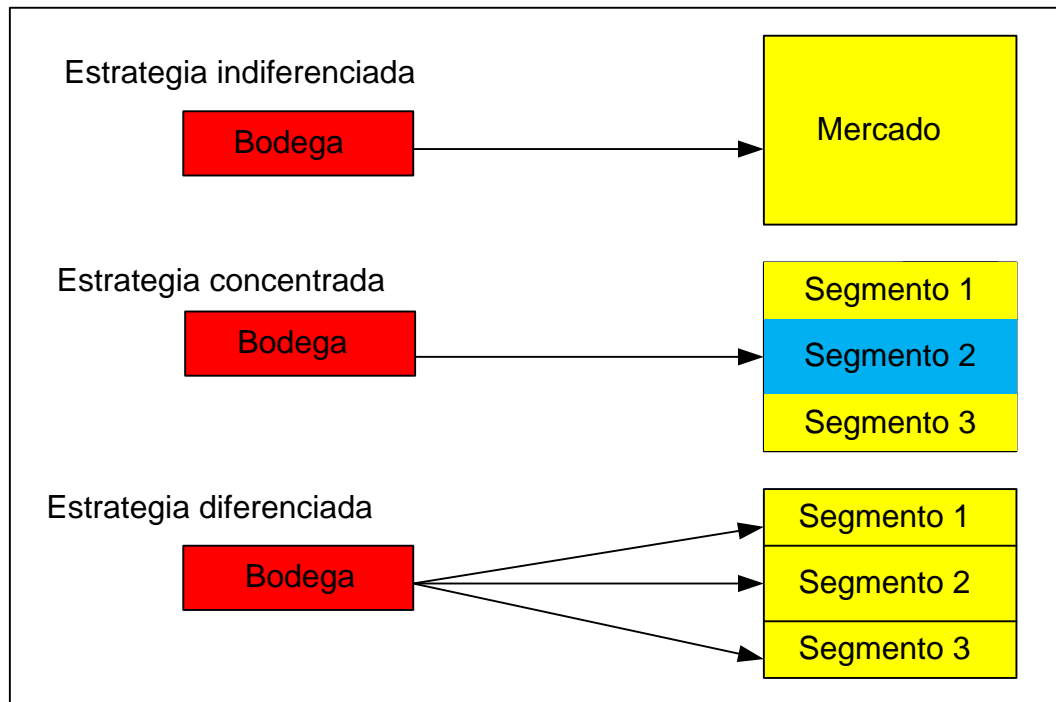 Estrategia indiferenciada
Bodega
Mercado
Estrategia concentrada
Bodega
Segmento 1
Segmento 2
Segmento 3
Estrategia diferenciada
Bodega
Segmento 1
Segmento 2
Segmento 3